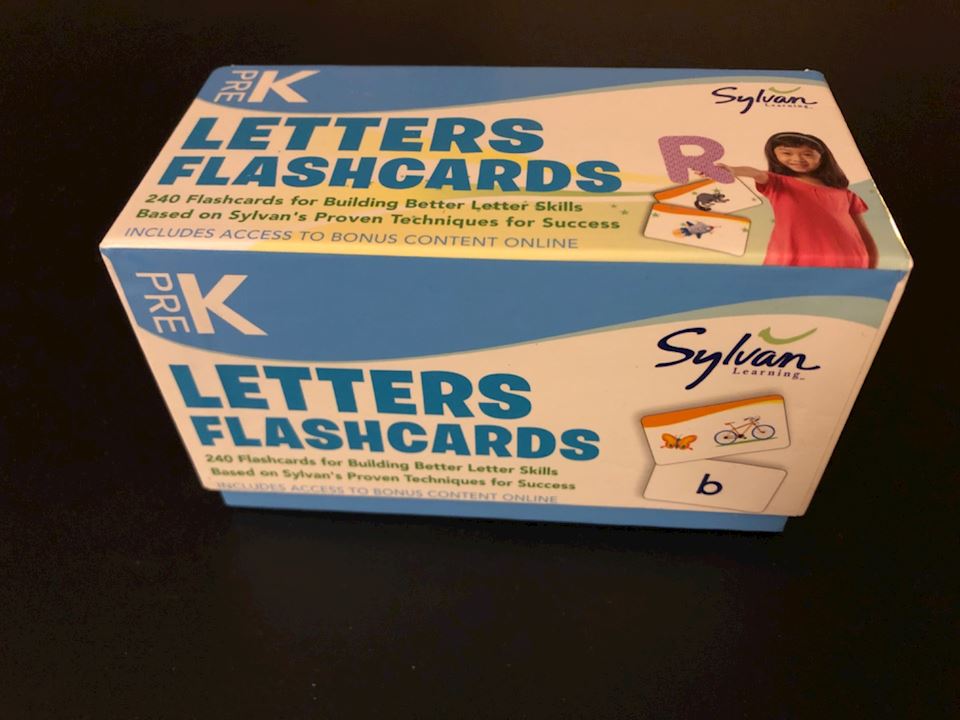 PRE K
Sylvan
Learning™
LETTERS
FLASHCARDS
R
240 Flashcards for Building Better Letter Skills
Based on Sylvan's Proven Techniques for Success
INCLUDES ACCESS TO BONUS CONTENT ONLINE
PRE K
Sylvan
Learning™
LETTERS
FLASHCARDS
240 Flashcards for Building Better Letter Skills
Based on Sylvan's Proven Techniques for Success
INCLUDES ACCESS TO BONUS CONTENT ONLINE
b